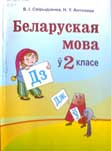 В. І. Свірыдзенка, Н. У. Антонава
Беларуская
мова
ў 2 класе
Дз
Дж